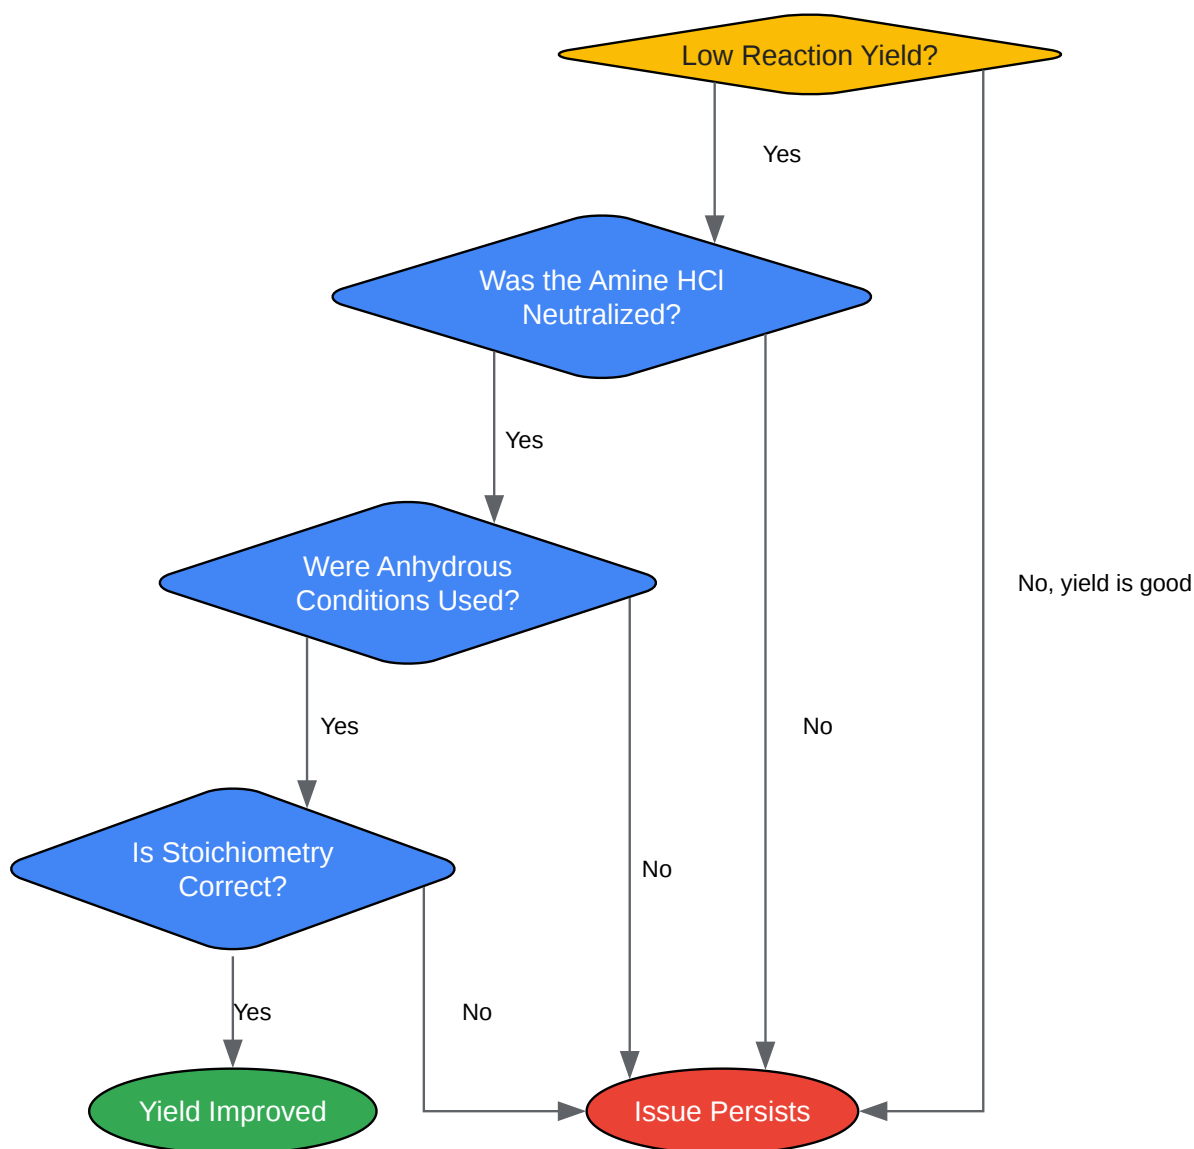 Low Reaction Yield?
Yes
Was the Amine HCl
Neutralized?
Yes
Were Anhydrous
Conditions Used?
No, yield is good
Yes
No
Is Stoichiometry
Correct?
No
Yes
No
Yield Improved
Issue Persists